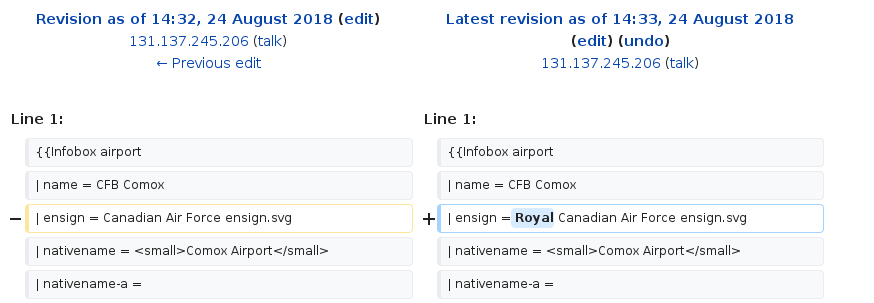 Revision as of 14:32, 24 August 2018 (edit)
131.137.245.206 (talk)
← Previous edit
Latest revision as of 14:33, 24 August 2018
(edit) (undo)
131.137.245.206 (talk)
Line 1:
Line 1:
{{Infobox airport
{{Infobox airport
| name = CFB Comox
| name = CFB Comox
− | ensign = Canadian Air Force ensign.svg
+ | ensign = Royal Canadian Air Force ensign.svg
| nativename = <small>Comox Airport</small>
| nativename = <small>Comox Airport</small>
| nativename-a =
| nativename-a =